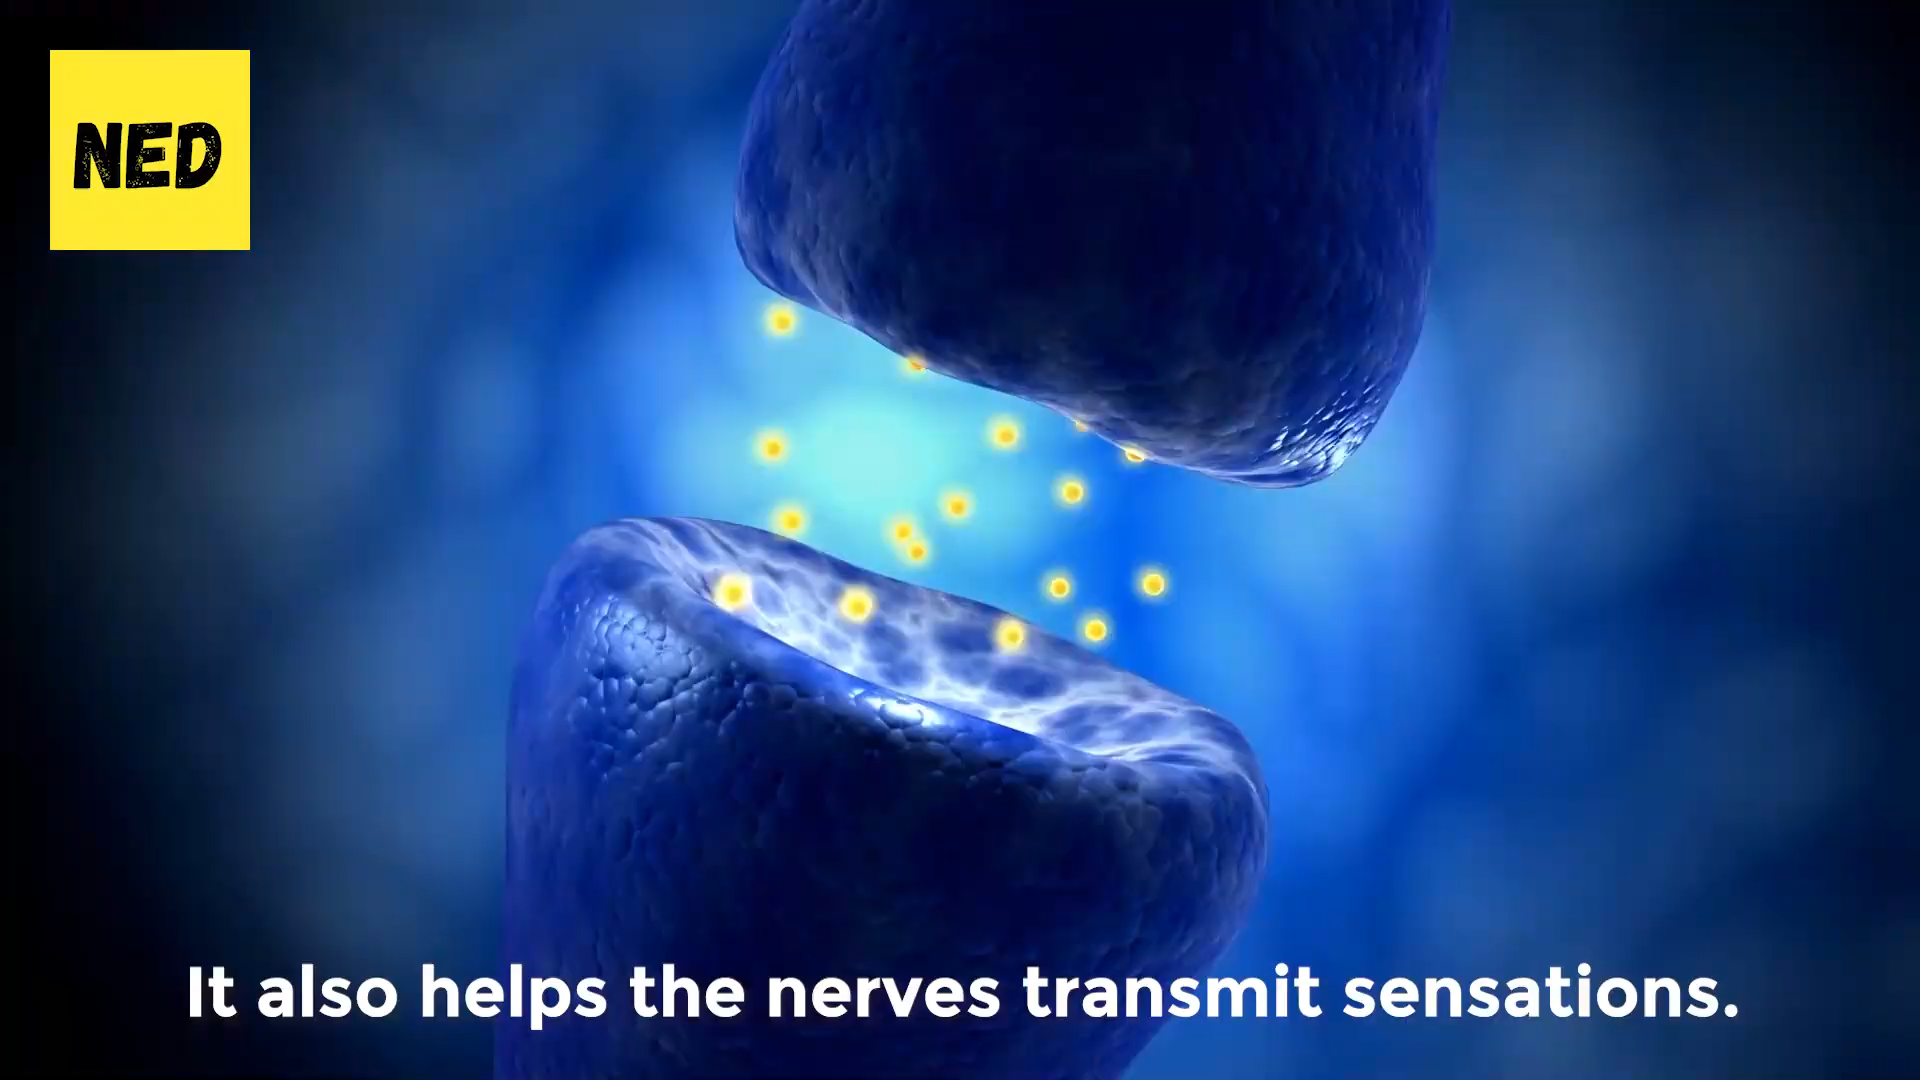 NED
It also helps the nerves transmit sensations.